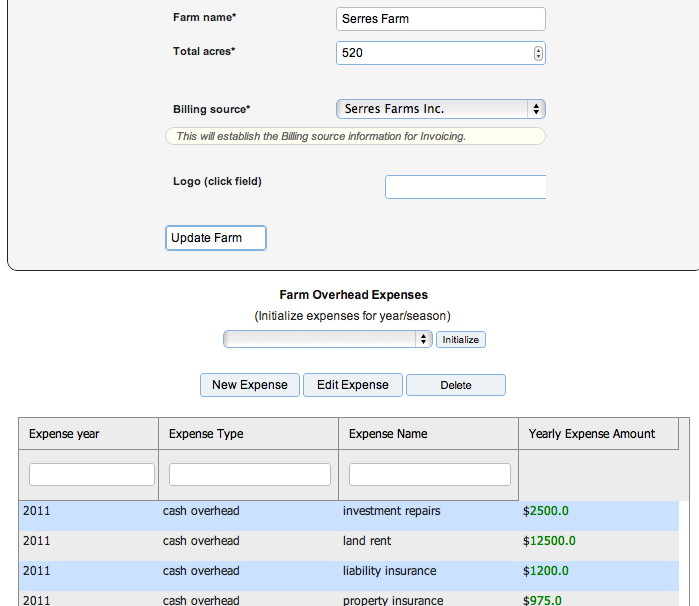 Farm name*
Serres Farm
Total acres*
520
Billing source*
Serres Farms Inc.
This will establish the Billing source information for Invoicing.
Logo (click field)
Update Farm
Farm Overhead Expenses
(Initialize expenses for year/season)
Initialize
New Expense Edit Expense Delete
Expense year Expense Type Expense Name Yearly Expense Amount
2011 cash overhead investment repairs $2500.0
2011 cash overhead land rent $12500.0
2011 cash overhead liability insurance $1200.0
2011 cash overhead property insurance $975.0